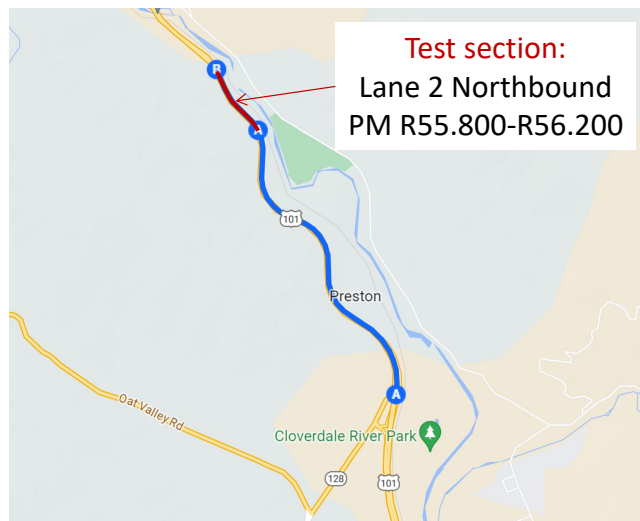 Test section:
Lane 2 Northbound
PM R55.800-R56.200
B
101
Preston
A
Oat Valley Rd
Cloverdale River Park
128
101